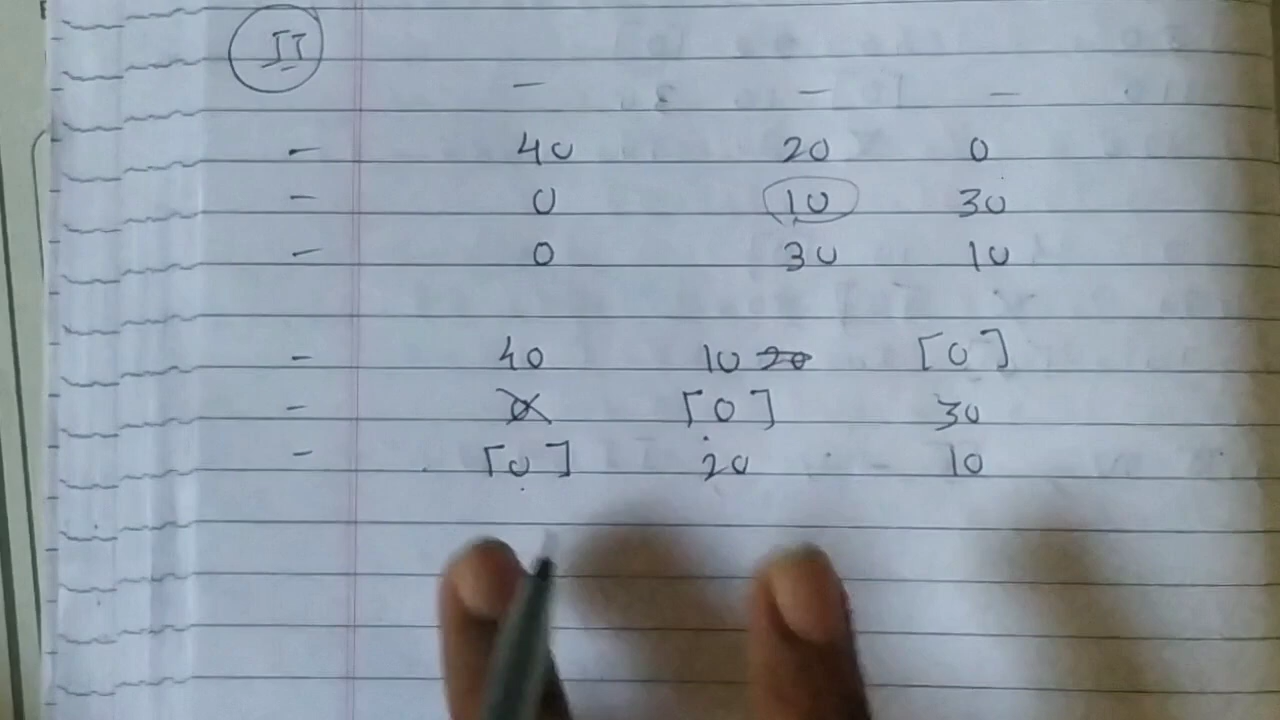 II
- - -
- 40 20 0
- 0 10 30
- 0 30 10
- 40 10 20 [0]
- 0 [0] 30
- [0] 20 10